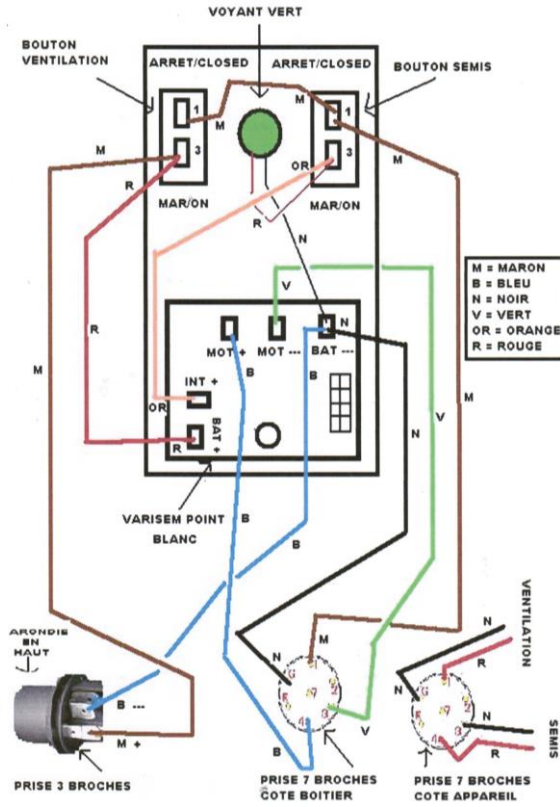 VOYANT VERT
BOUTON
VENTILATION
ARRET/CLOSED
ARRET/CLOSED
BOUTON SEMIS
1
M
M
1
M
3
OR
3
M
R
R
MAR/ON
MAR/ON
N
M = MARON
B = BLEU
N = NOIR
V = VERT
OR = ORANGE
R = ROUGE
V
N
R
MOT +
MOT ---
BAT ---
M
B
B
INT +
M
OR
V
BAT +
N
R
VARISEM POINT
BLANC
B
B
VENTILATION
ARONDIE
EN
HAUT
M
N
R
N
B ---
N
M +
V
B
N
R
SEMIS
PRISE 3 BROCHES
PRISE 7 BROCHES
COTE BOITIER
PRISE 7 BROCHES
COTE APPAREIL